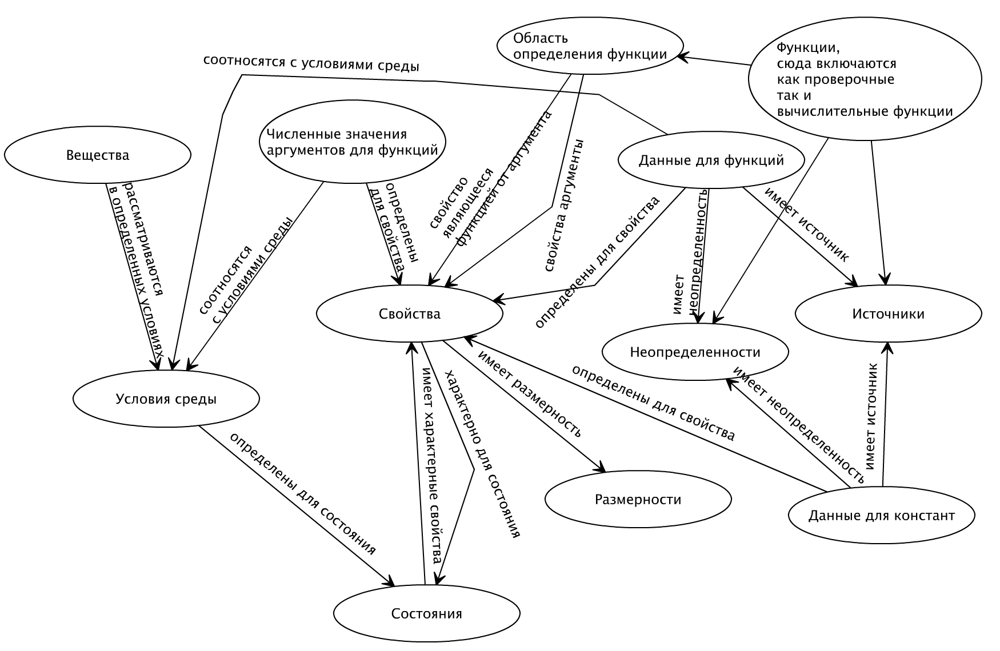 Область
определения функции
Функции,
сюда включаются
как проверочные
так и
вычислительные функции
соотносятся с условиями среды
Численные значения
аргументов для функций
Вещества
Данные для функций
рассматриваются
в определенных условиях
соотносятся
с условиями среды
определены
для свойства
свойство
являющееся
функцией от аргумента
свойства аргументы
определены для свойства
имеет
неопределенность
имеет источник
Свойства
Источники
Неопределенности
Условия среды
имеет размерность
определены для свойства
имеет неопределенность
имеет источник
имеет характерные свойства
характерно для состояния
определены для состояния
Размерности
Данные для констант
Состояния